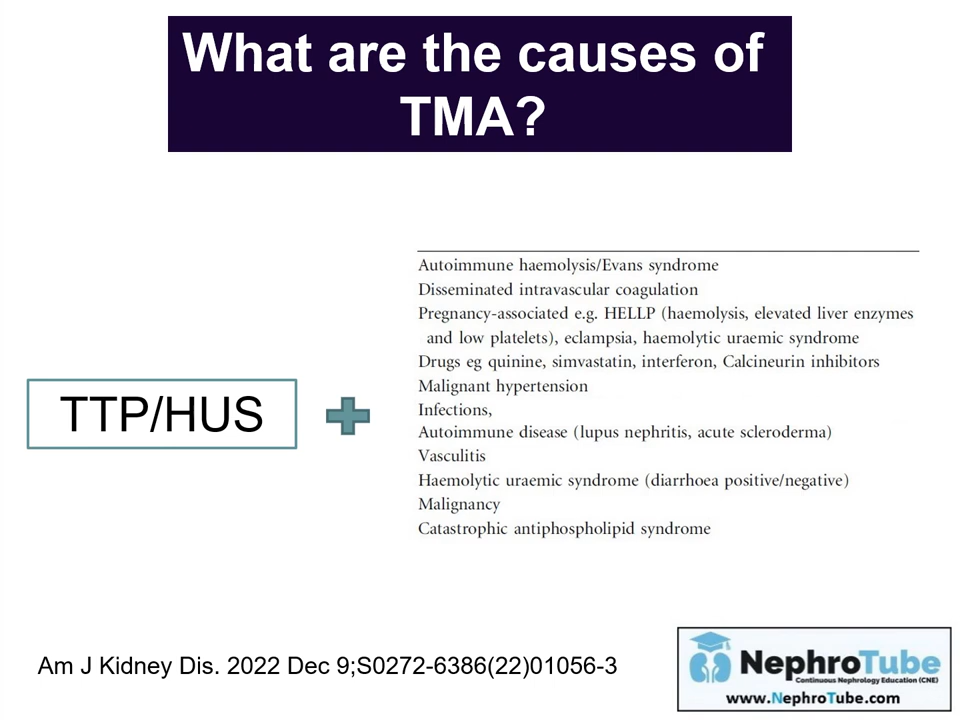 What are the causes of
TMA?
TTP/HUS
Autoimmune haemolysis/Evans syndrome
Disseminated intravascular coagulation
Pregnancy-associated e.g. HELLP (haemolysis, elevated liver enzymes
and low platelets), eclampsia, haemolytic uraemic syndrome
Drugs eg quinine, simvastatin, interferon, Calcineurin inhibitors
Malignant hypertension
Infections,
Autoimmune disease (lupus nephritis, acute scleroderma)
Vasculitis
Haemolytic uraemic syndrome (diarrhoea positive/negative)
Malignancy
Catastrophic antiphospholipid syndrome
Am J Kidney Dis. 2022 Dec 9;S0272-6386(22)01056-3
NephroTube
Continuous Nephrology Education (CNE)
www.NephroTube.com